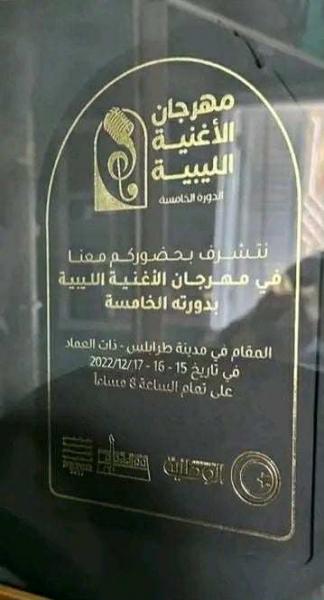 مهرجان
الأغنية
الليبية
الدورة الخامسة
نتشرف بحضوركم معنا
في مهرجان الأغنية الليبية
بدورته الخامسة
المقام في مدينة طرابلس - ذات العماد
في تاريخ 15 - 16 - 2022/12/17
على تمام الساعة 8 مساءاً
الوطنية